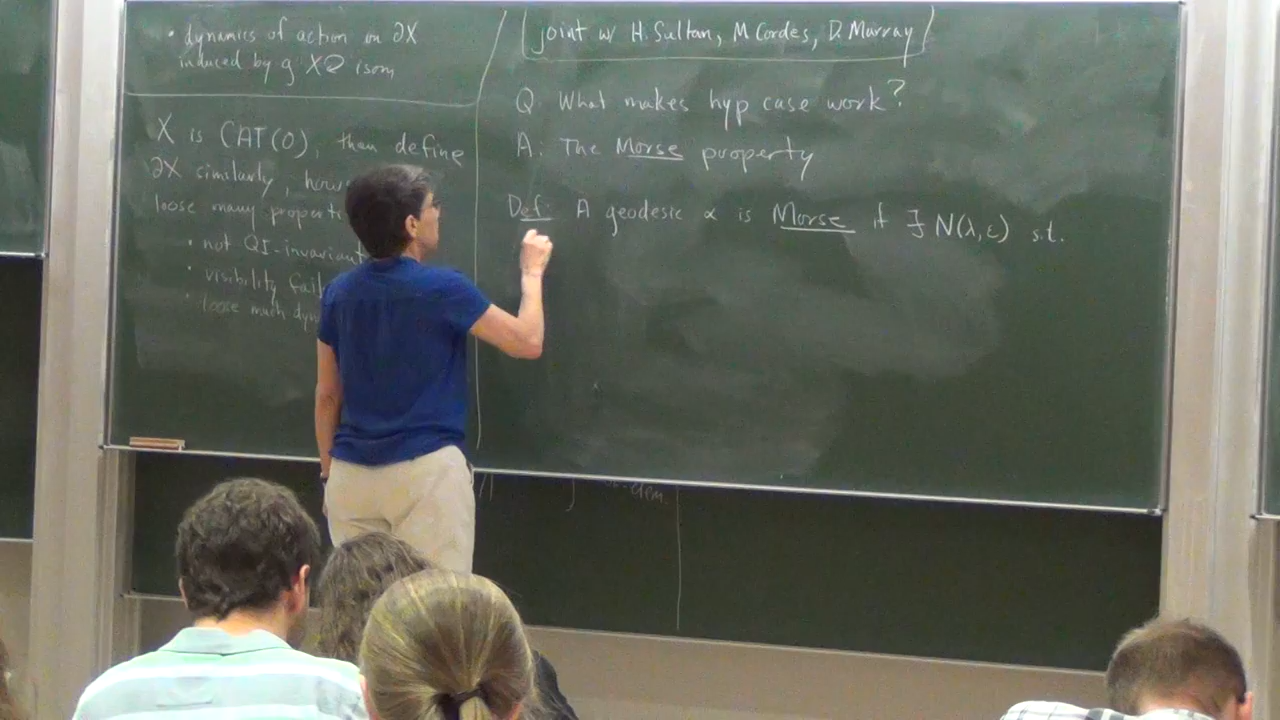 • dynamics of action on ∂X
induced by g X⟲ isom
X is CAT(0), than define
∂X similarly, how
loose many propert
• not QI-invariant
• visibility fail
• loose much dyn
joint w/ H. Sultan, M Cordes, D. Murray
Q: What makes hyp case work?
A: The Morse property
Def: A geodesic α is Morse if ∃ N(λ,ε) s.t.